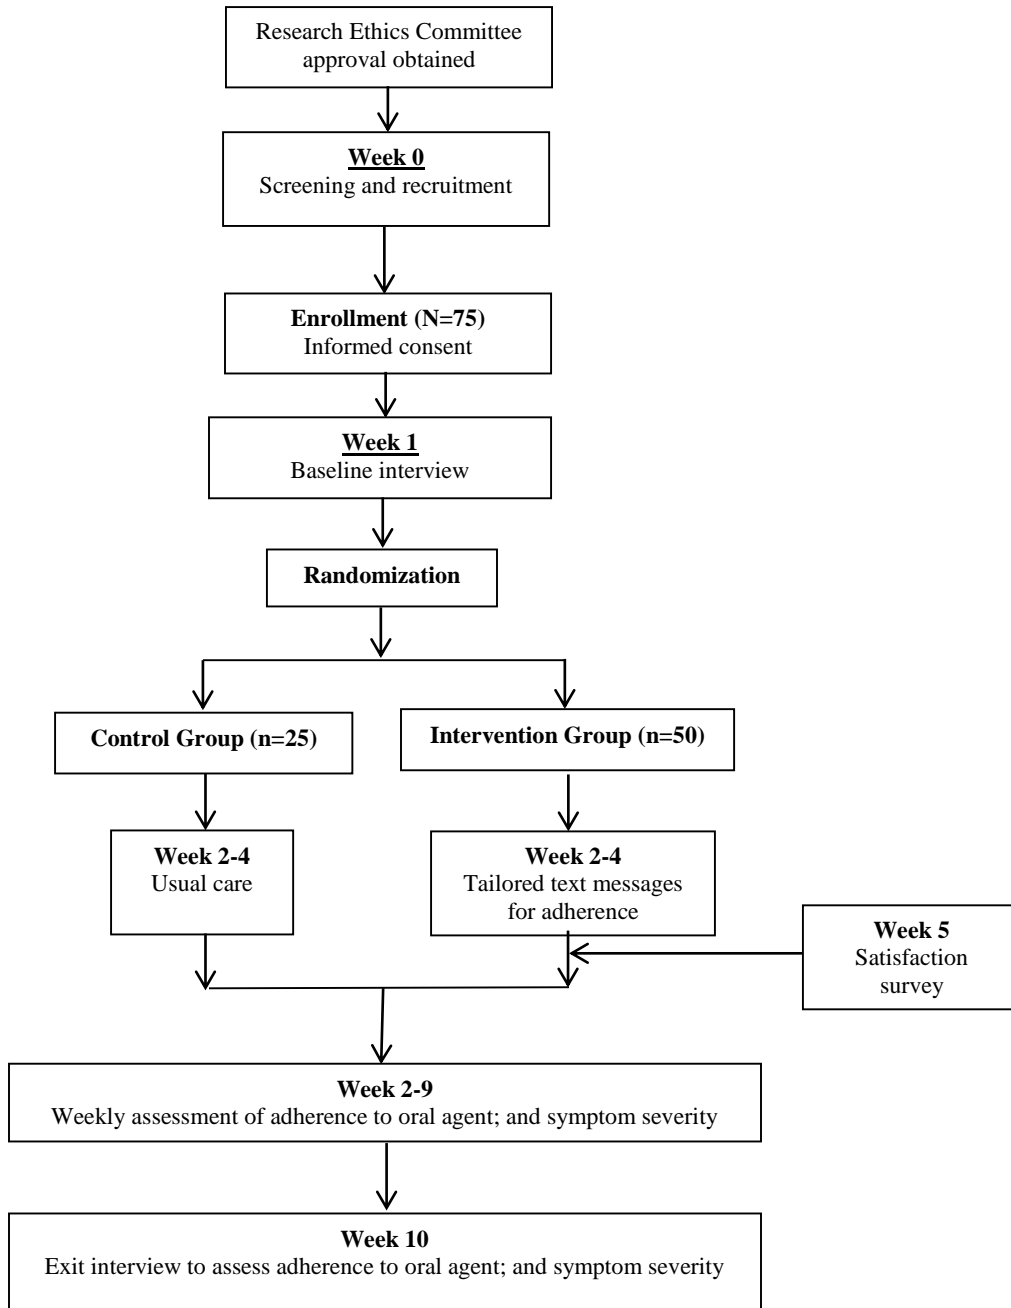 Research Ethics Committee
approval obtained
Week 0
Screening and recruitment
Enrollment (N=75)
Informed consent
Week 1
Baseline interview
Randomization
Control Group (n=25)
Intervention Group (n=50)
Week 2-4
Usual care
Week 2-4
Tailored text messages
for adherence
Week 5
Satisfaction
survey
Week 2-9
Weekly assessment of adherence to oral agent; and symptom severity
Week 10
Exit interview to assess adherence to oral agent; and symptom severity